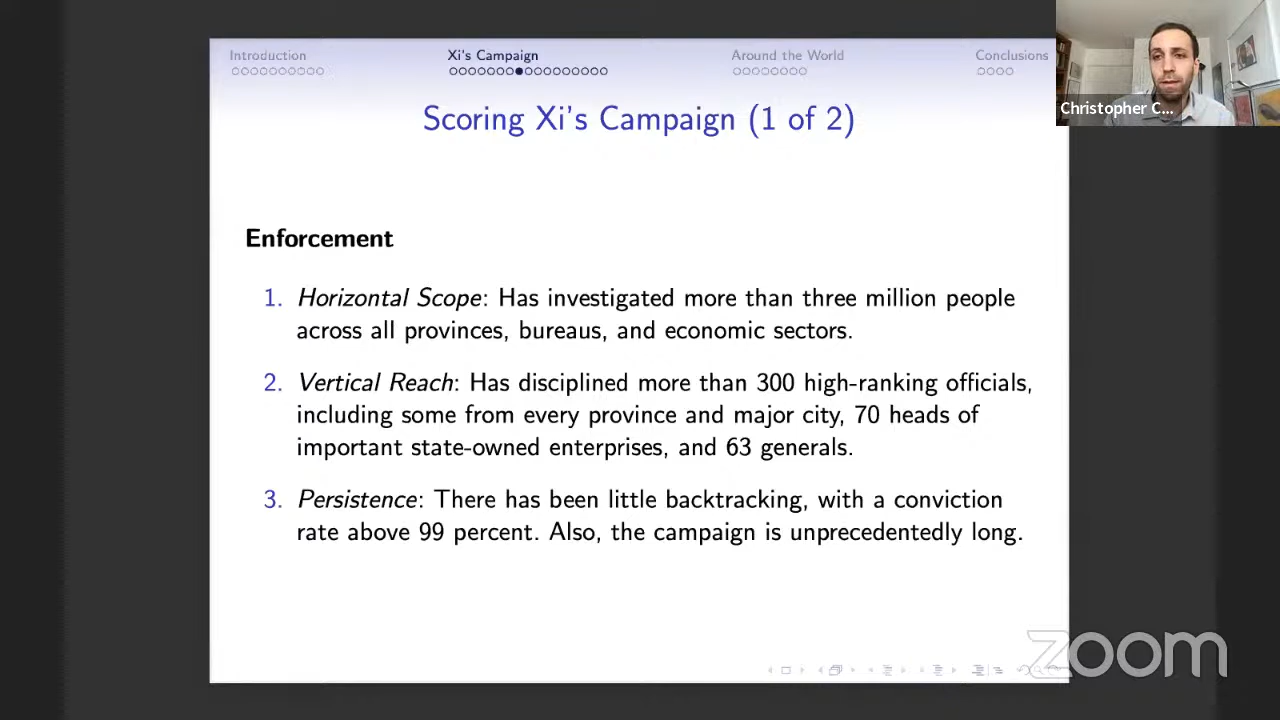 Introduction
Xi's Campaign
Around the World
Conclusions
Christopher C...
Scoring Xi's Campaign (1 of 2)
Enforcement
1. Horizontal Scope: Has investigated more than three million people
across all provinces, bureaus, and economic sectors.
2. Vertical Reach: Has disciplined more than 300 high-ranking officials,
including some from every province and major city, 70 heads of
important state-owned enterprises, and 63 generals.
3. Persistence: There has been little backtracking, with a conviction
rate above 99 percent. Also, the campaign is unprecedentedly long.
zoom